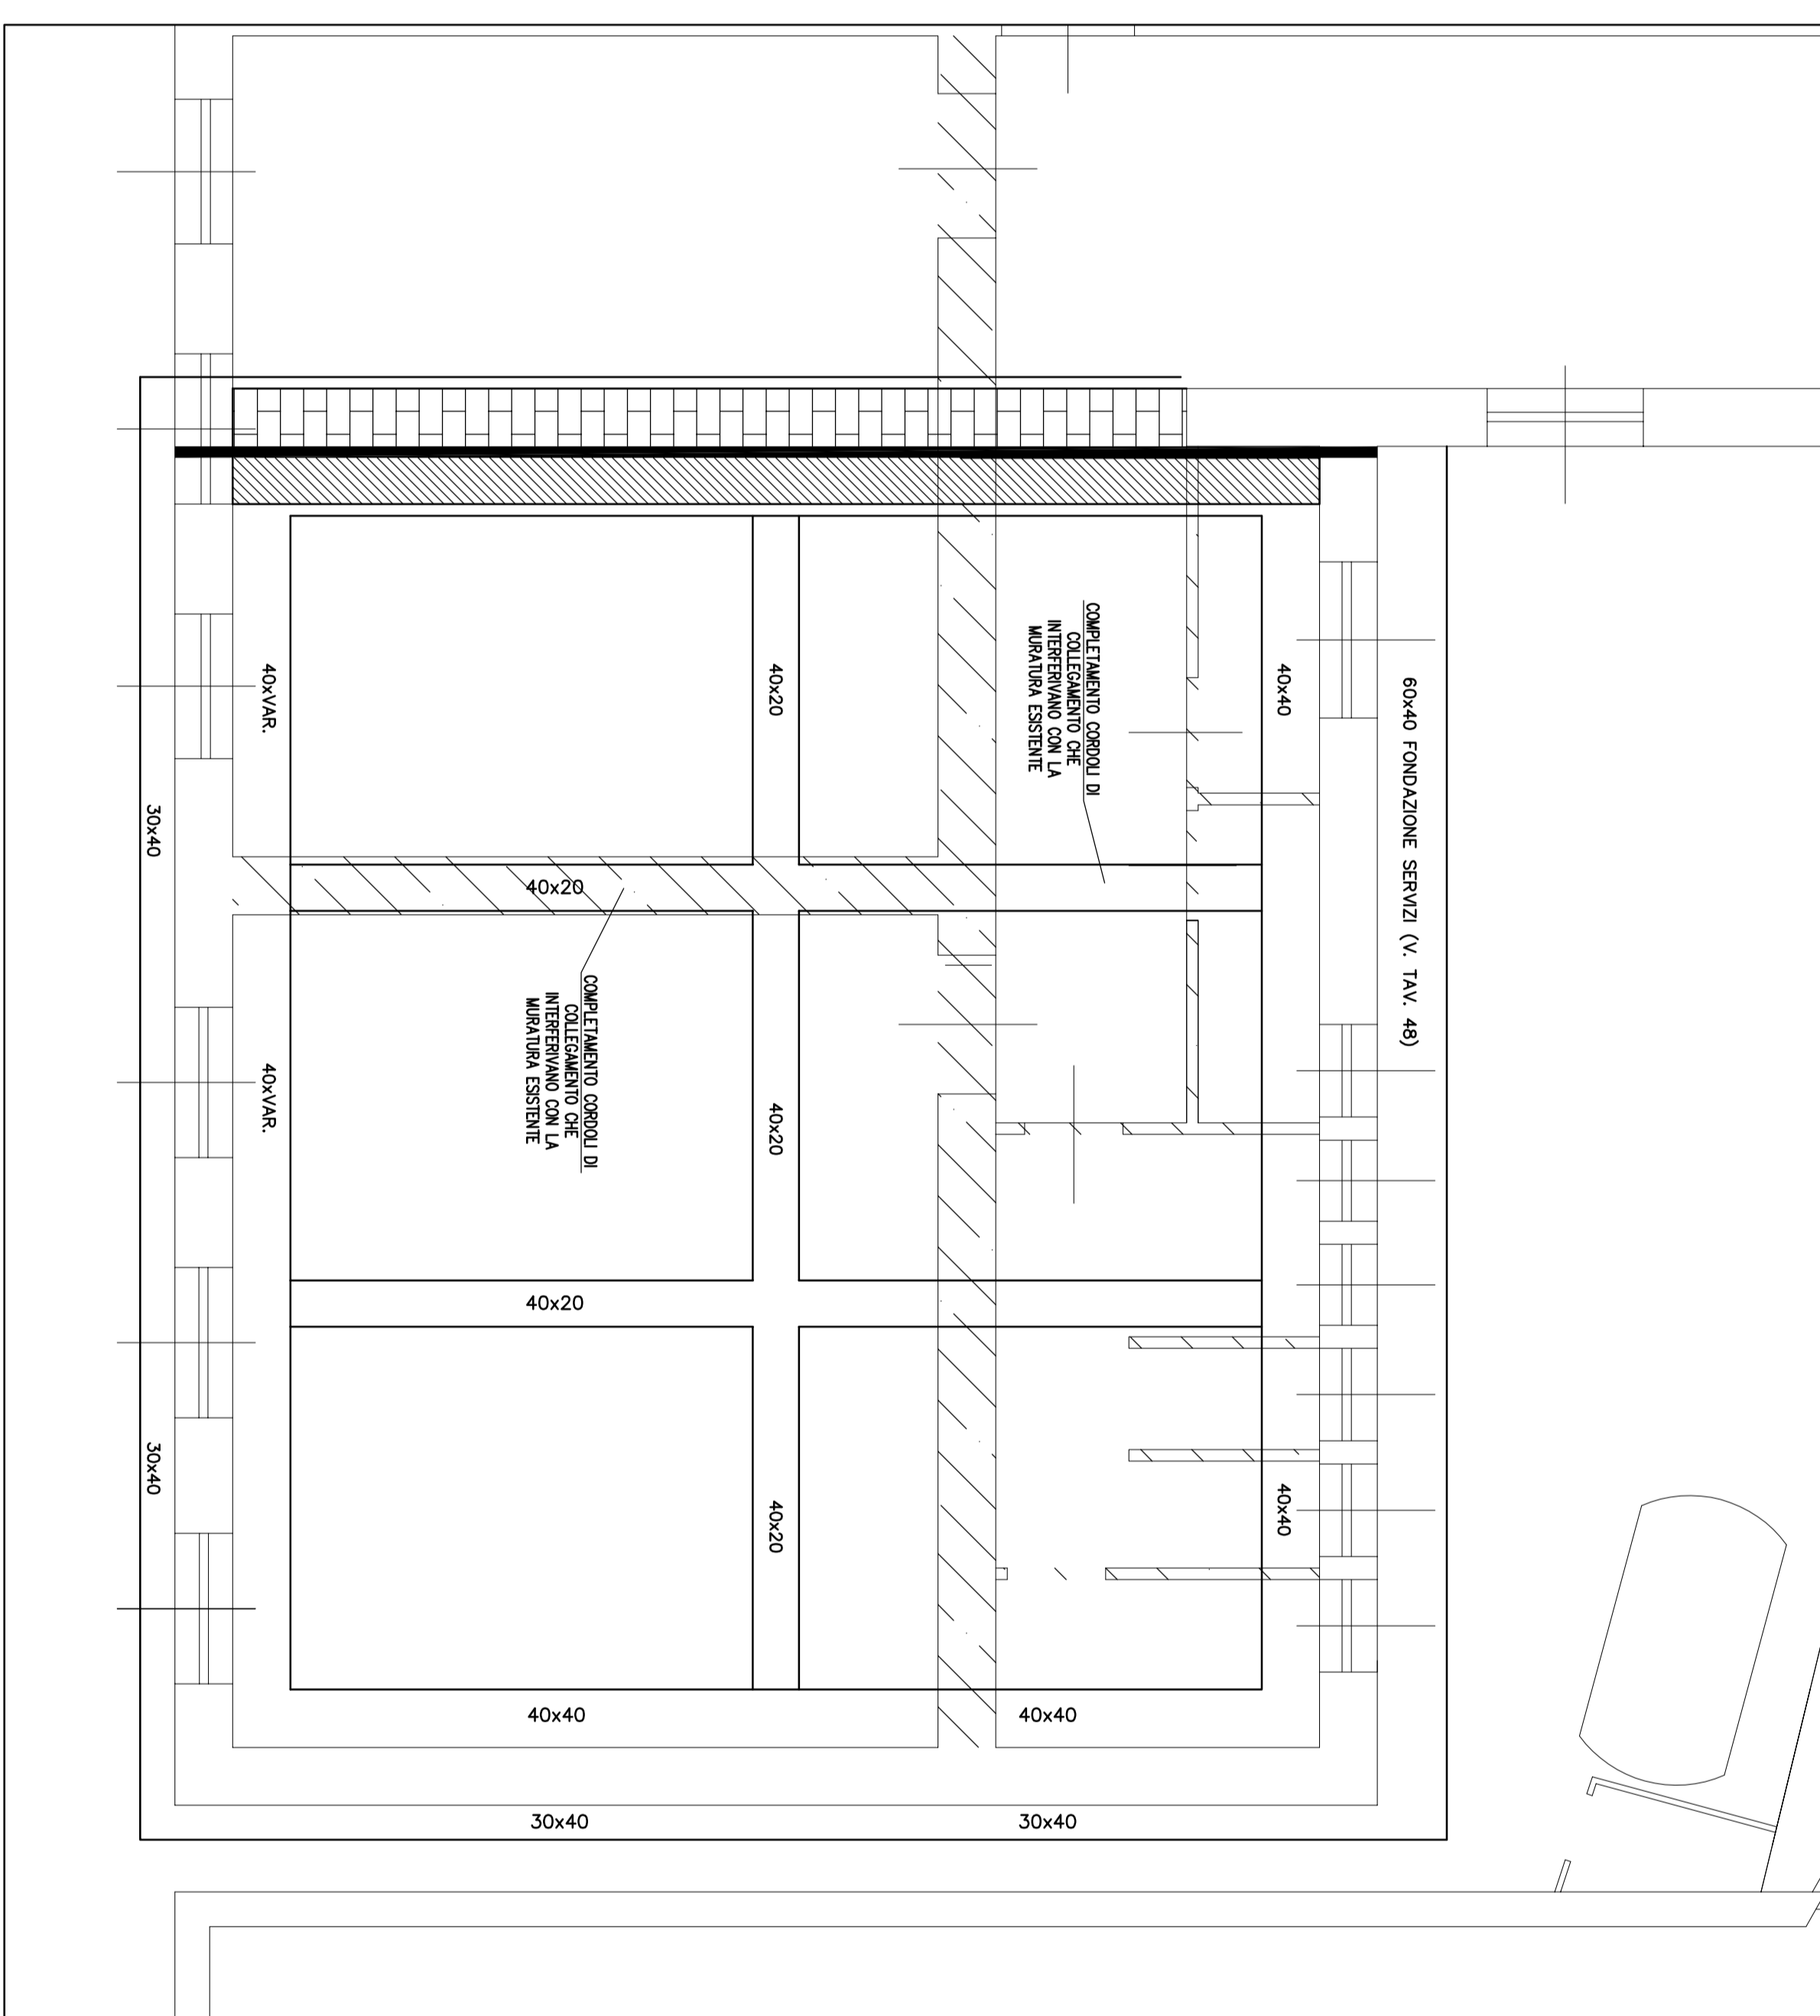 60x40 FONDAZIONE SERVIZI (V. TAV. 48)
40x40
40x40
COMPLETAMENTO CORDOLI DI
COLLEGAMENTO CHE
INTERFERIVANO CON LA
MURATURA ESISTENTE
40x20
40x20
40x20
COMPLETAMENTO CORDOLI DI
COLLEGAMENTO CHE
INTERFERIVANO CON LA
MURATURA ESISTENTE
40xVAR.
40xVAR.
30x40
30x40
40x20
40x20
40x40
40x40
30x40
30x40